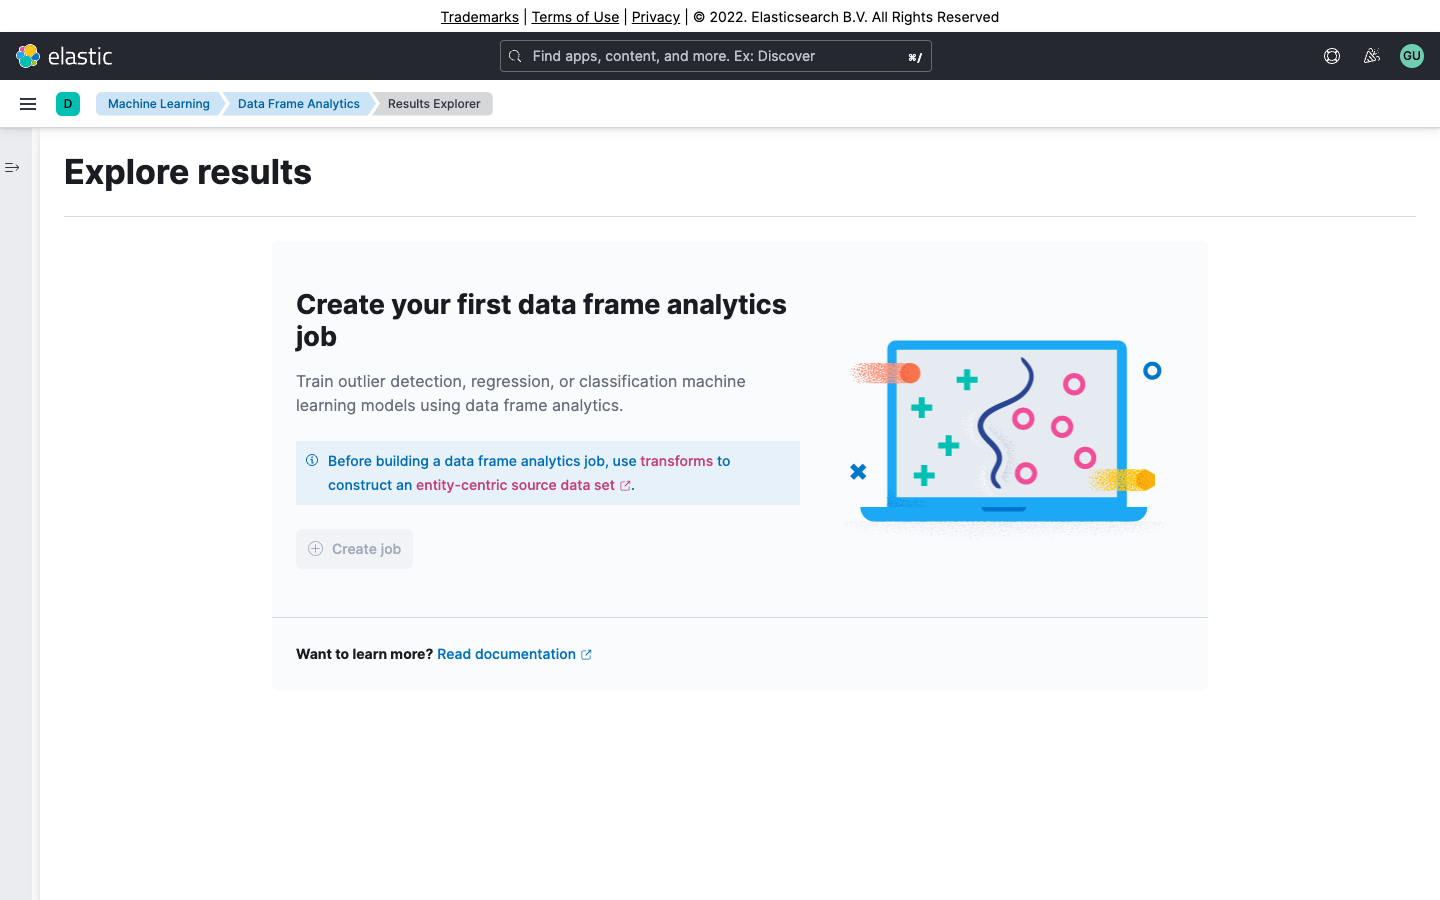 Trademarks | Terms of Use | Privacy | © 2022. Elasticsearch B.V. All Rights Reserved
elastic
Find apps, content, and more. Ex: Discover
⌘/
GU
D
Machine Learning
Data Frame Analytics
Results Explorer
Explore results
Create your first data frame analytics
job
Train outlier detection, regression, or classification machine
learning models using data frame analytics.
Before building a data frame analytics job, use transforms to
construct an entity-centric source data set.
Create job
Want to learn more? Read documentation